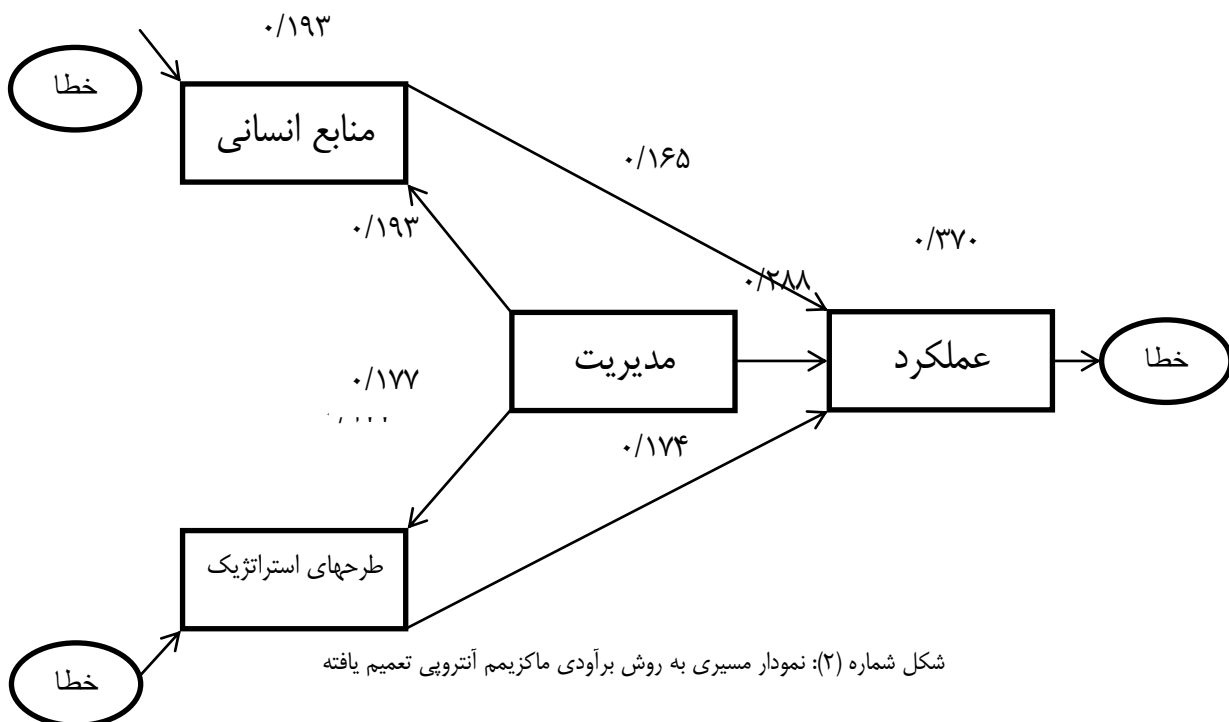 ۰/۱۹۳
خطا
منابع انسانی
۰/۱۶۵
۰/۱۹۳
۰/۳۷۰
۰/۲۸۸
مدیریت
عملکرد
خطا
۰/۱۷۷
۰/۱۷۴
طرحهای استراتژیک
خطا
شکل شماره (۲): نمودار مسیری به روش برآودی ماکزیمم آنتروپی تعمیم یافته